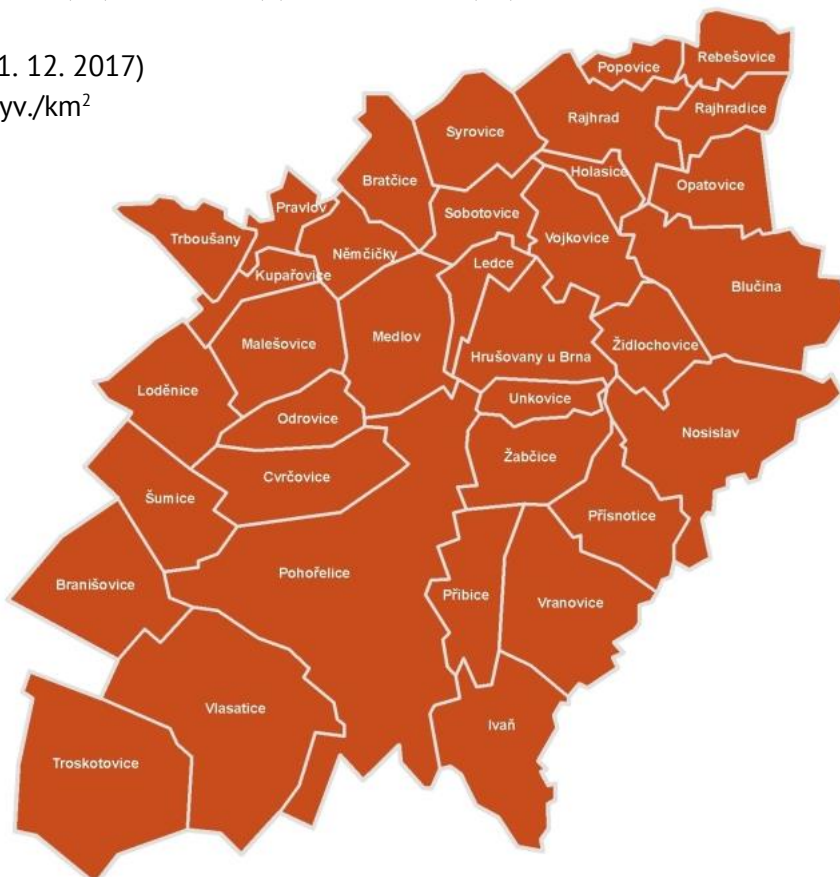 1. 12. 2017)
yv./km²
Popovice
Rebešovice
Rajhrad
Rajhradice
Syrovice
Holasice
Opatovice
Bratčice
Pravlov
Sobotovice
Trboušany
Němčičky
Vojkovice
Ledce
Kupařovice
Blučina
Malešovice
Medlov
Židlochovice
Hrušovany u Brna
Loděnice
Unkovice
Odrovice
Nosislav
Žabčice
Cvrčovice
Šumice
Přísnotice
Pohořelice
Branišovice
Přibice
Vranovice
Vlasatice
Ivaň
Troskotovice